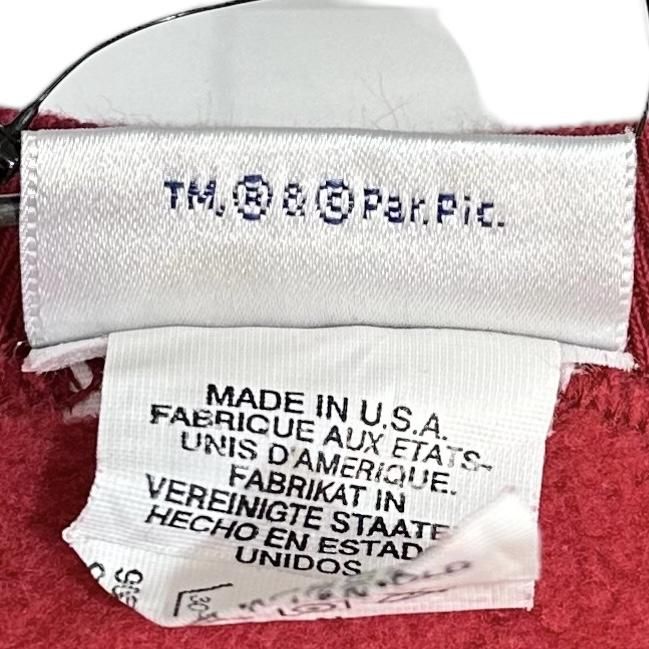 TM, ® & © Par. Pic.
MADE IN U.S.A.
FABRIQUE AUX ETATS-
UNIS D'AMERIQUE.
FABRIKAT IN
VEREINIGTE STAATE
HECHO EN ESTAD
UNIDOS